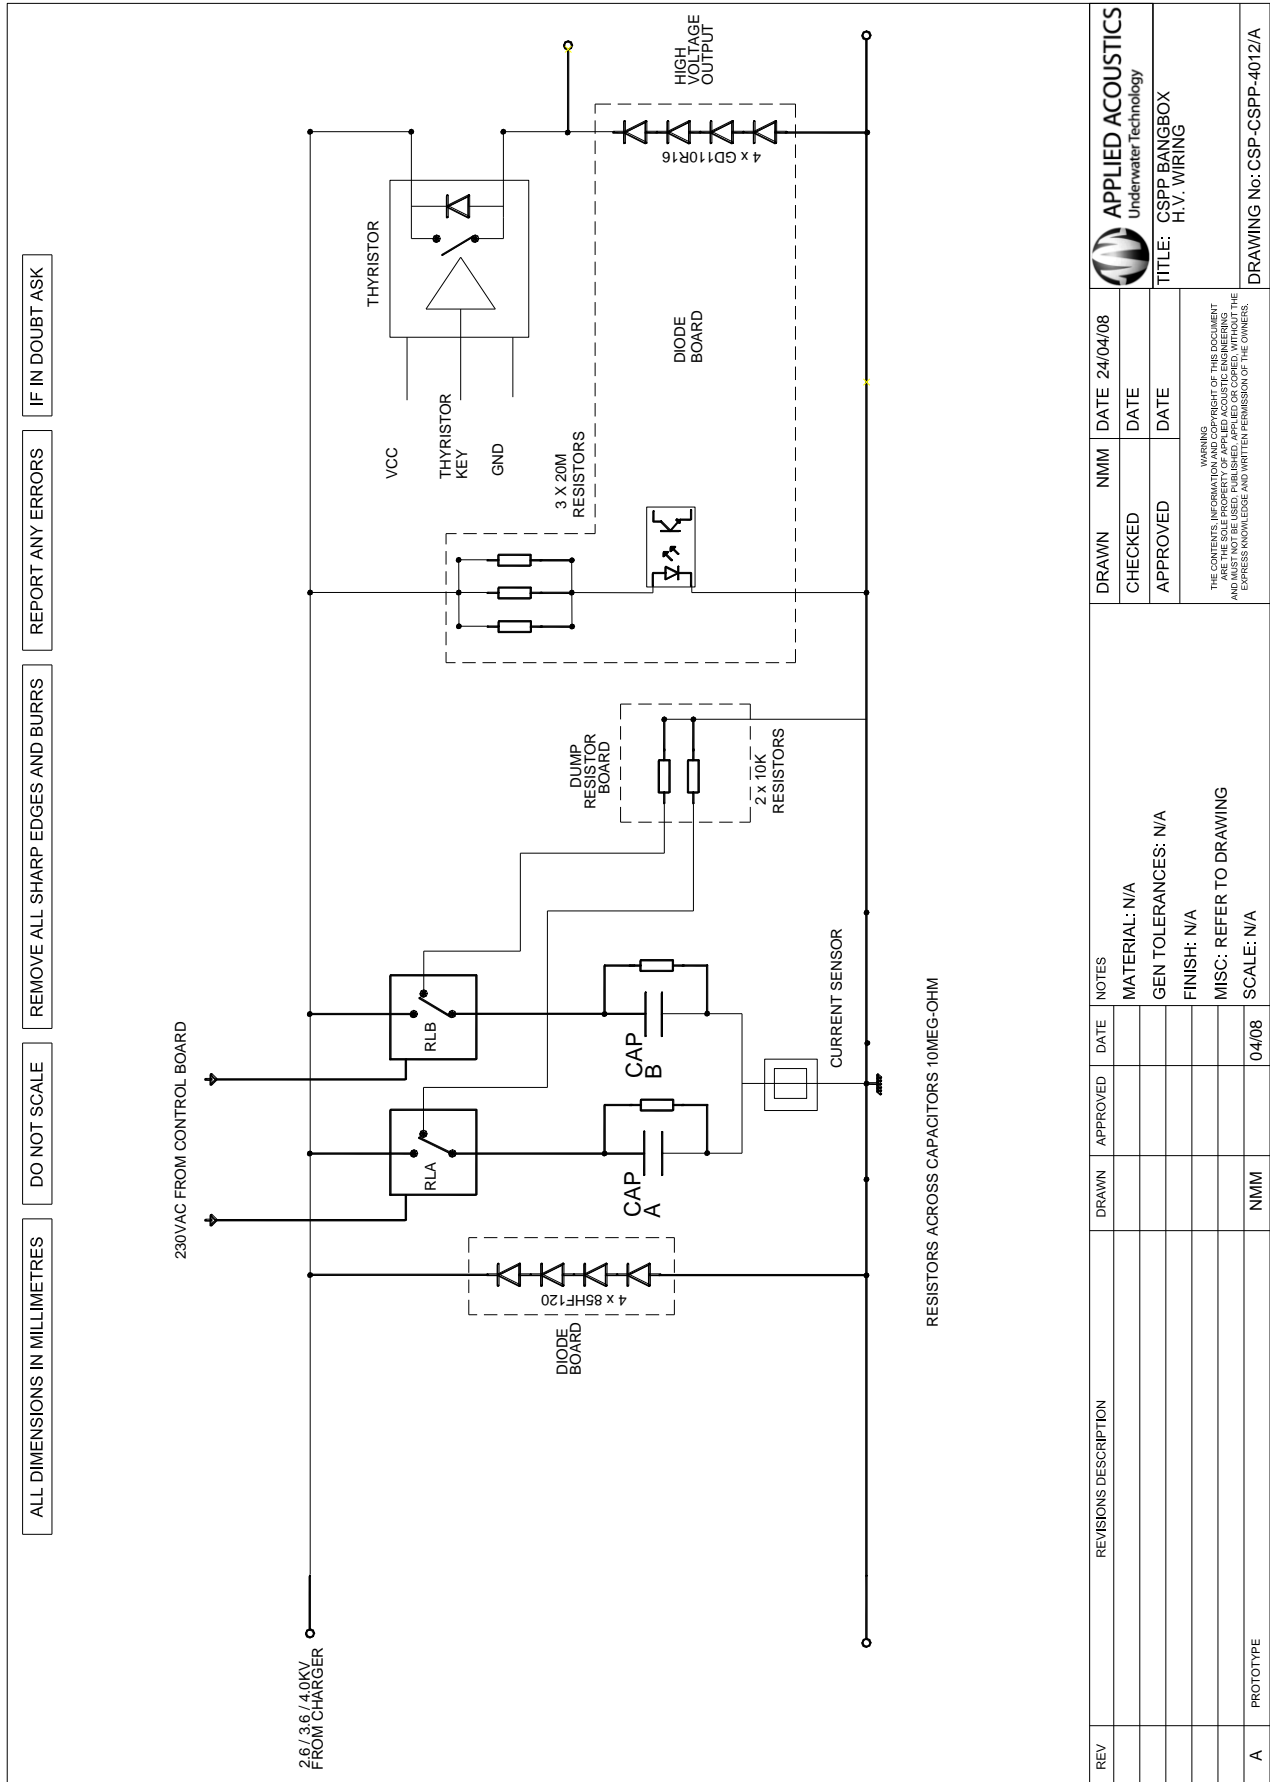 ALL DIMENSIONS IN MILLIMETRES
DO NOT SCALE
REMOVE ALL SHARP EDGES AND BURRS
REPORT ANY ERRORS
IF IN DOUBT ASK
230VAC FROM CONTROL BOARD
2.6 / 3.6 / 4.0KV
FROM CHARGER
RLA
RLB
THYRISTOR
VCC
THYRISTOR
KEY
GND
HIGH
VOLTAGE
OUTPUT
4 x GD110R16
3 X 20M
RESISTORS
DIODE
BOARD
DUMP
RESISTOR
BOARD
2 x 10K
RESISTORS
DIODE
BOARD
4 x 85HF120
CAP
A
CAP
B
CURRENT SENSOR
RESISTORS ACROSS CAPACITORS 10MEG-OHM
REV
REVISIONS DESCRIPTION
DRAWN
APPROVED
DATE
A
PROTOTYPE
NMM
04/08
NOTES
MATERIAL: N/A
GEN TOLERANCES: N/A
FINISH: N/A
MISC: REFER TO DRAWING
SCALE: N/A
DRAWN NMM DATE 24/04/08
CHECKED DATE
APPROVED DATE
WARNING
THE CONTENTS, INFORMATION AND COPYRIGHT OF THIS DOCUMENT
ARE THE SOLE PROPERTY OF APPLIED ACOUSTIC ENGINEERING
AND MUST NOT BE USED, PUBLISHED, APPLIED OR COPIED, WITHOUT THE
EXPRESS KNOWLEDGE AND WRITTEN PERMISSION OF THE OWNERS.
APPLIED ACOUSTICS
Underwater Technology
TITLE: CSPP BANGBOX
H.V. WIRING
DRAWING No: CSP-CSPP-4012/A